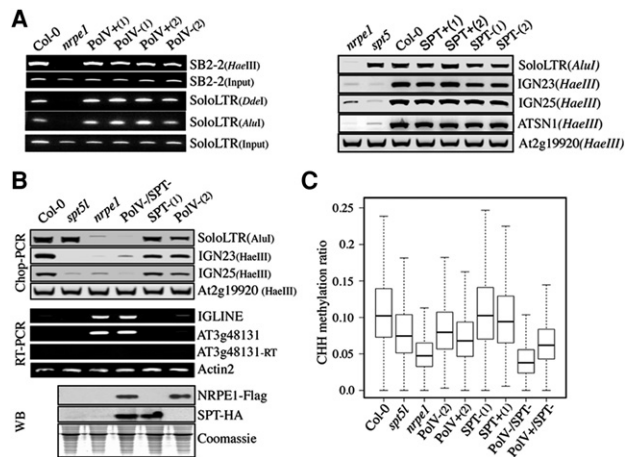 A
Col-0 nrpe1 PolV+(1) PolV-(1) PolV+(2) PolV-(2)
SB2-2(HaeIII)
SB2-2(Input)
SoloLTR(DdeI)
SoloLTR(AluI)
SoloLTR(Input)
nrpe1 spt5 Col-0 SPT+(1) SPT+(2) SPT-(1) SPT-(2)
SoloLTR(AluI)
IGN23(HaeIII)
IGN25(HaeIII)
ATSN1(HaeIII)
At2g19920(HaeIII)
B
Col-0 spt5l nrpe1 PolV-/SPT- SPT-(1) PolV-(2)
Chop-PCR
SoloLTR(AluI)
IGN23(HaeIII)
IGN25(HaeIII)
At2g19920 (HaeIII)
RT-PCR
IGLINE
AT3g48131
AT3g48131-RT
Actin2
WB
NRPE1-Flag
SPT-HA
Coomassie
C
CHH methylation ratio
0.25
0.20
0.15
0.10
0.05
0.0
Col-0 spt5l nrpe1 PolV-(2) PolV+(2) SPT-(1) SPT+(1) PolV-/SPT- PolV+/SPT-